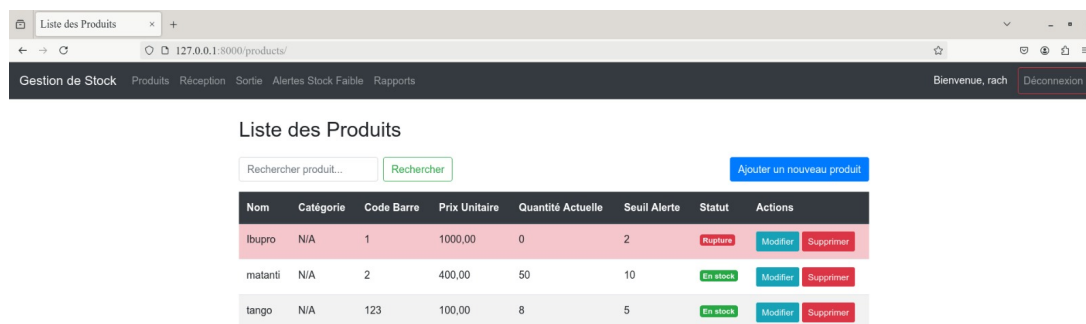 Liste des Produits × +
127.0.0.1:8000/products/
Gestion de Stock Produits Réception Sortie Alertes Stock Faible Rapports Bienvenue, rach Déconnexion
Liste des Produits
Rechercher produit... Rechercher Ajouter un nouveau produit
Nom Catégorie Code Barre Prix Unitaire Quantité Actuelle Seuil Alerte Statut Actions
Ibupro N/A 1 1000,00 0 2 Rupture Modifier Supprimer
matanti N/A 2 400,00 50 10 En stock Modifier Supprimer
tango N/A 123 100,00 8 5 En stock Modifier Supprimer